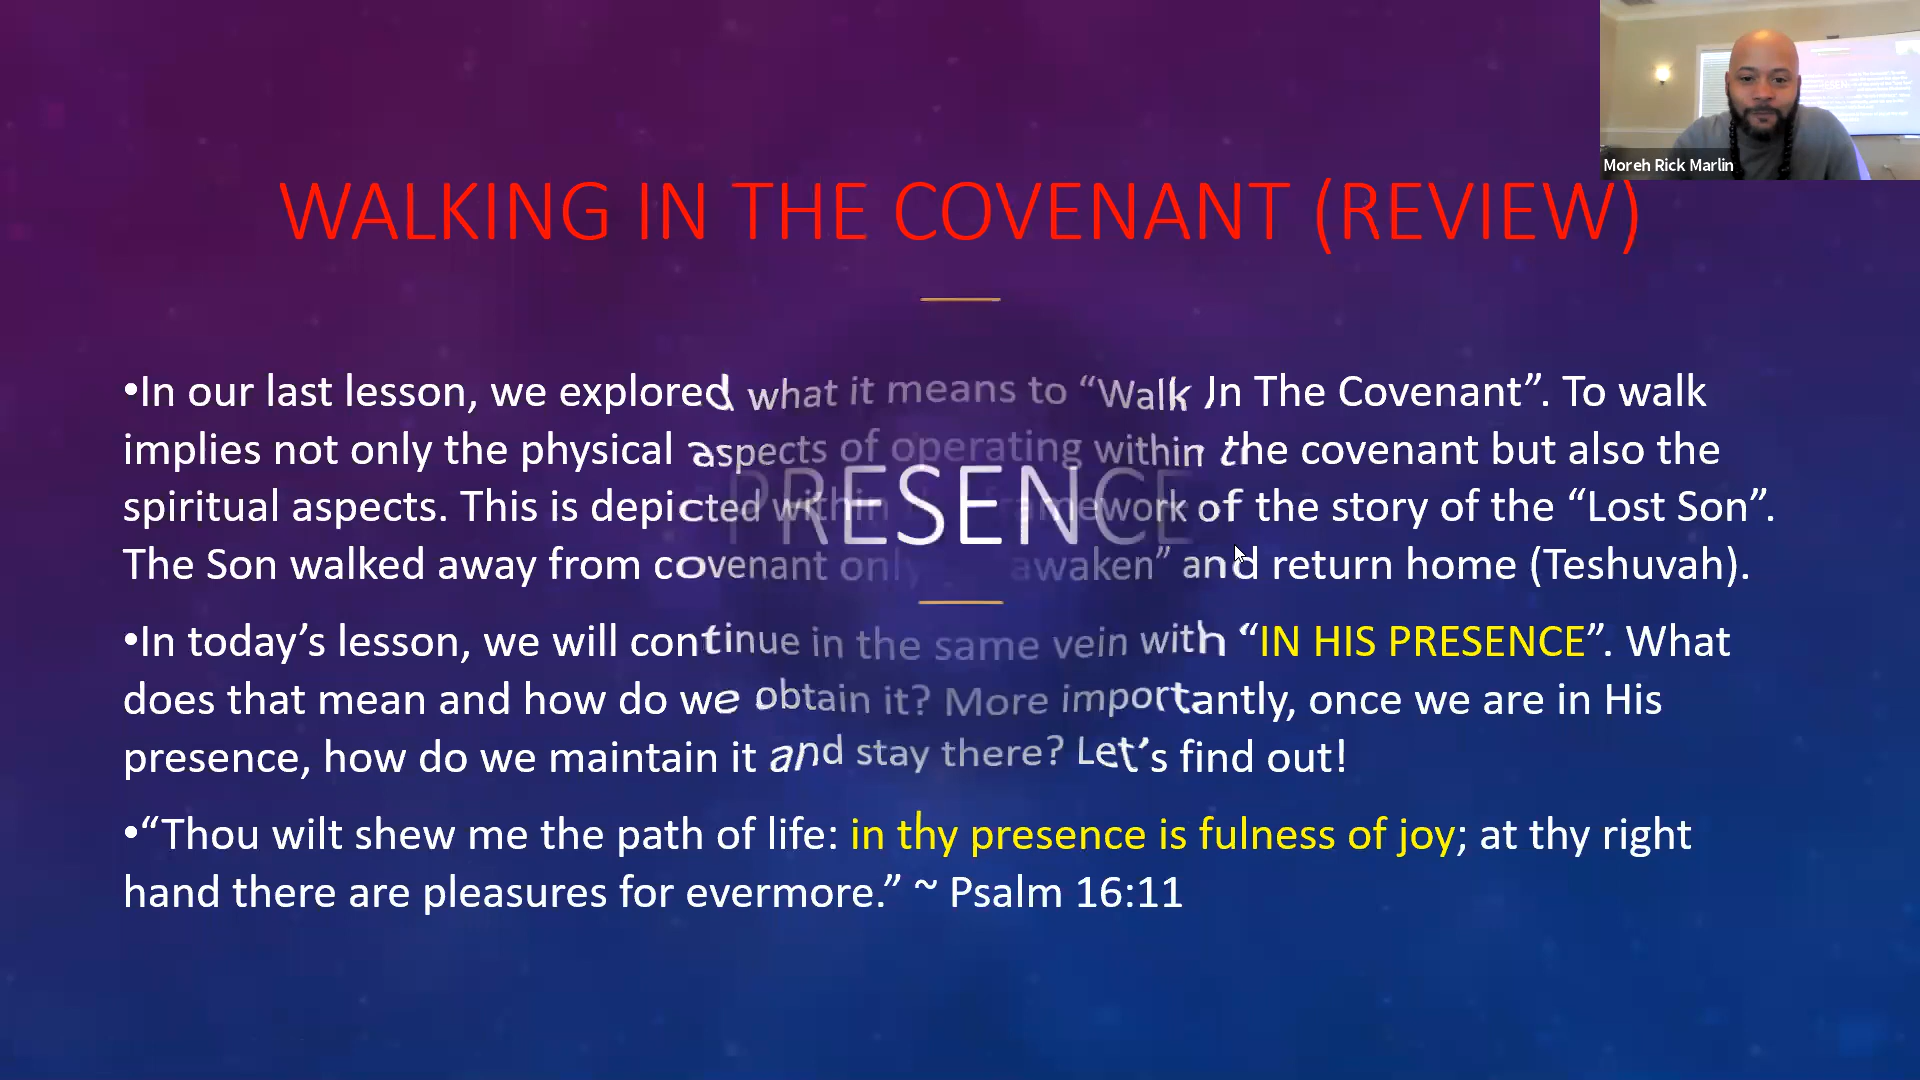 Moreh Rick Marlin
WALKING IN THE COVENANT (REVIEW)
•In our last lesson, we explored what it means to “Walk In The Covenant”. To walk
implies not only the physical aspects of operating within the covenant but also the
spiritual aspects. This is depicted within framework of the story of the “Lost Son”.
PRESENCE
The Son walked away from covenant only awaken” and return home (Teshuvah).
•In today’s lesson, we will continue in the same vein with “IN HIS PRESENCE”. What
does that mean and how do we obtain it? More importantly, once we are in His
presence, how do we maintain it and stay there? Let’s find out!
•“Thou wilt shew me the path of life: in thy presence is fulness of joy; at thy right
hand there are pleasures for evermore.” ~ Psalm 16:11